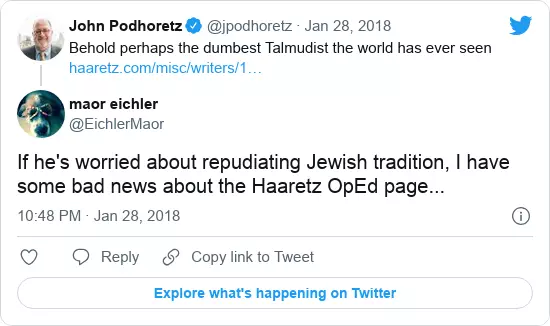 John Podhoretz @jpodhoretz · Jan 28, 2018
Behold perhaps the dumbest Talmudist the world has ever seen
haaretz.com/misc/writers/1…
maor eichler
@EichlerMaor
If he's worried about repudiating Jewish tradition, I have
some bad news about the Haaretz OpEd page...
10:48 PM · Jan 28, 2018
Reply Copy link to Tweet
Explore what's happening on Twitter